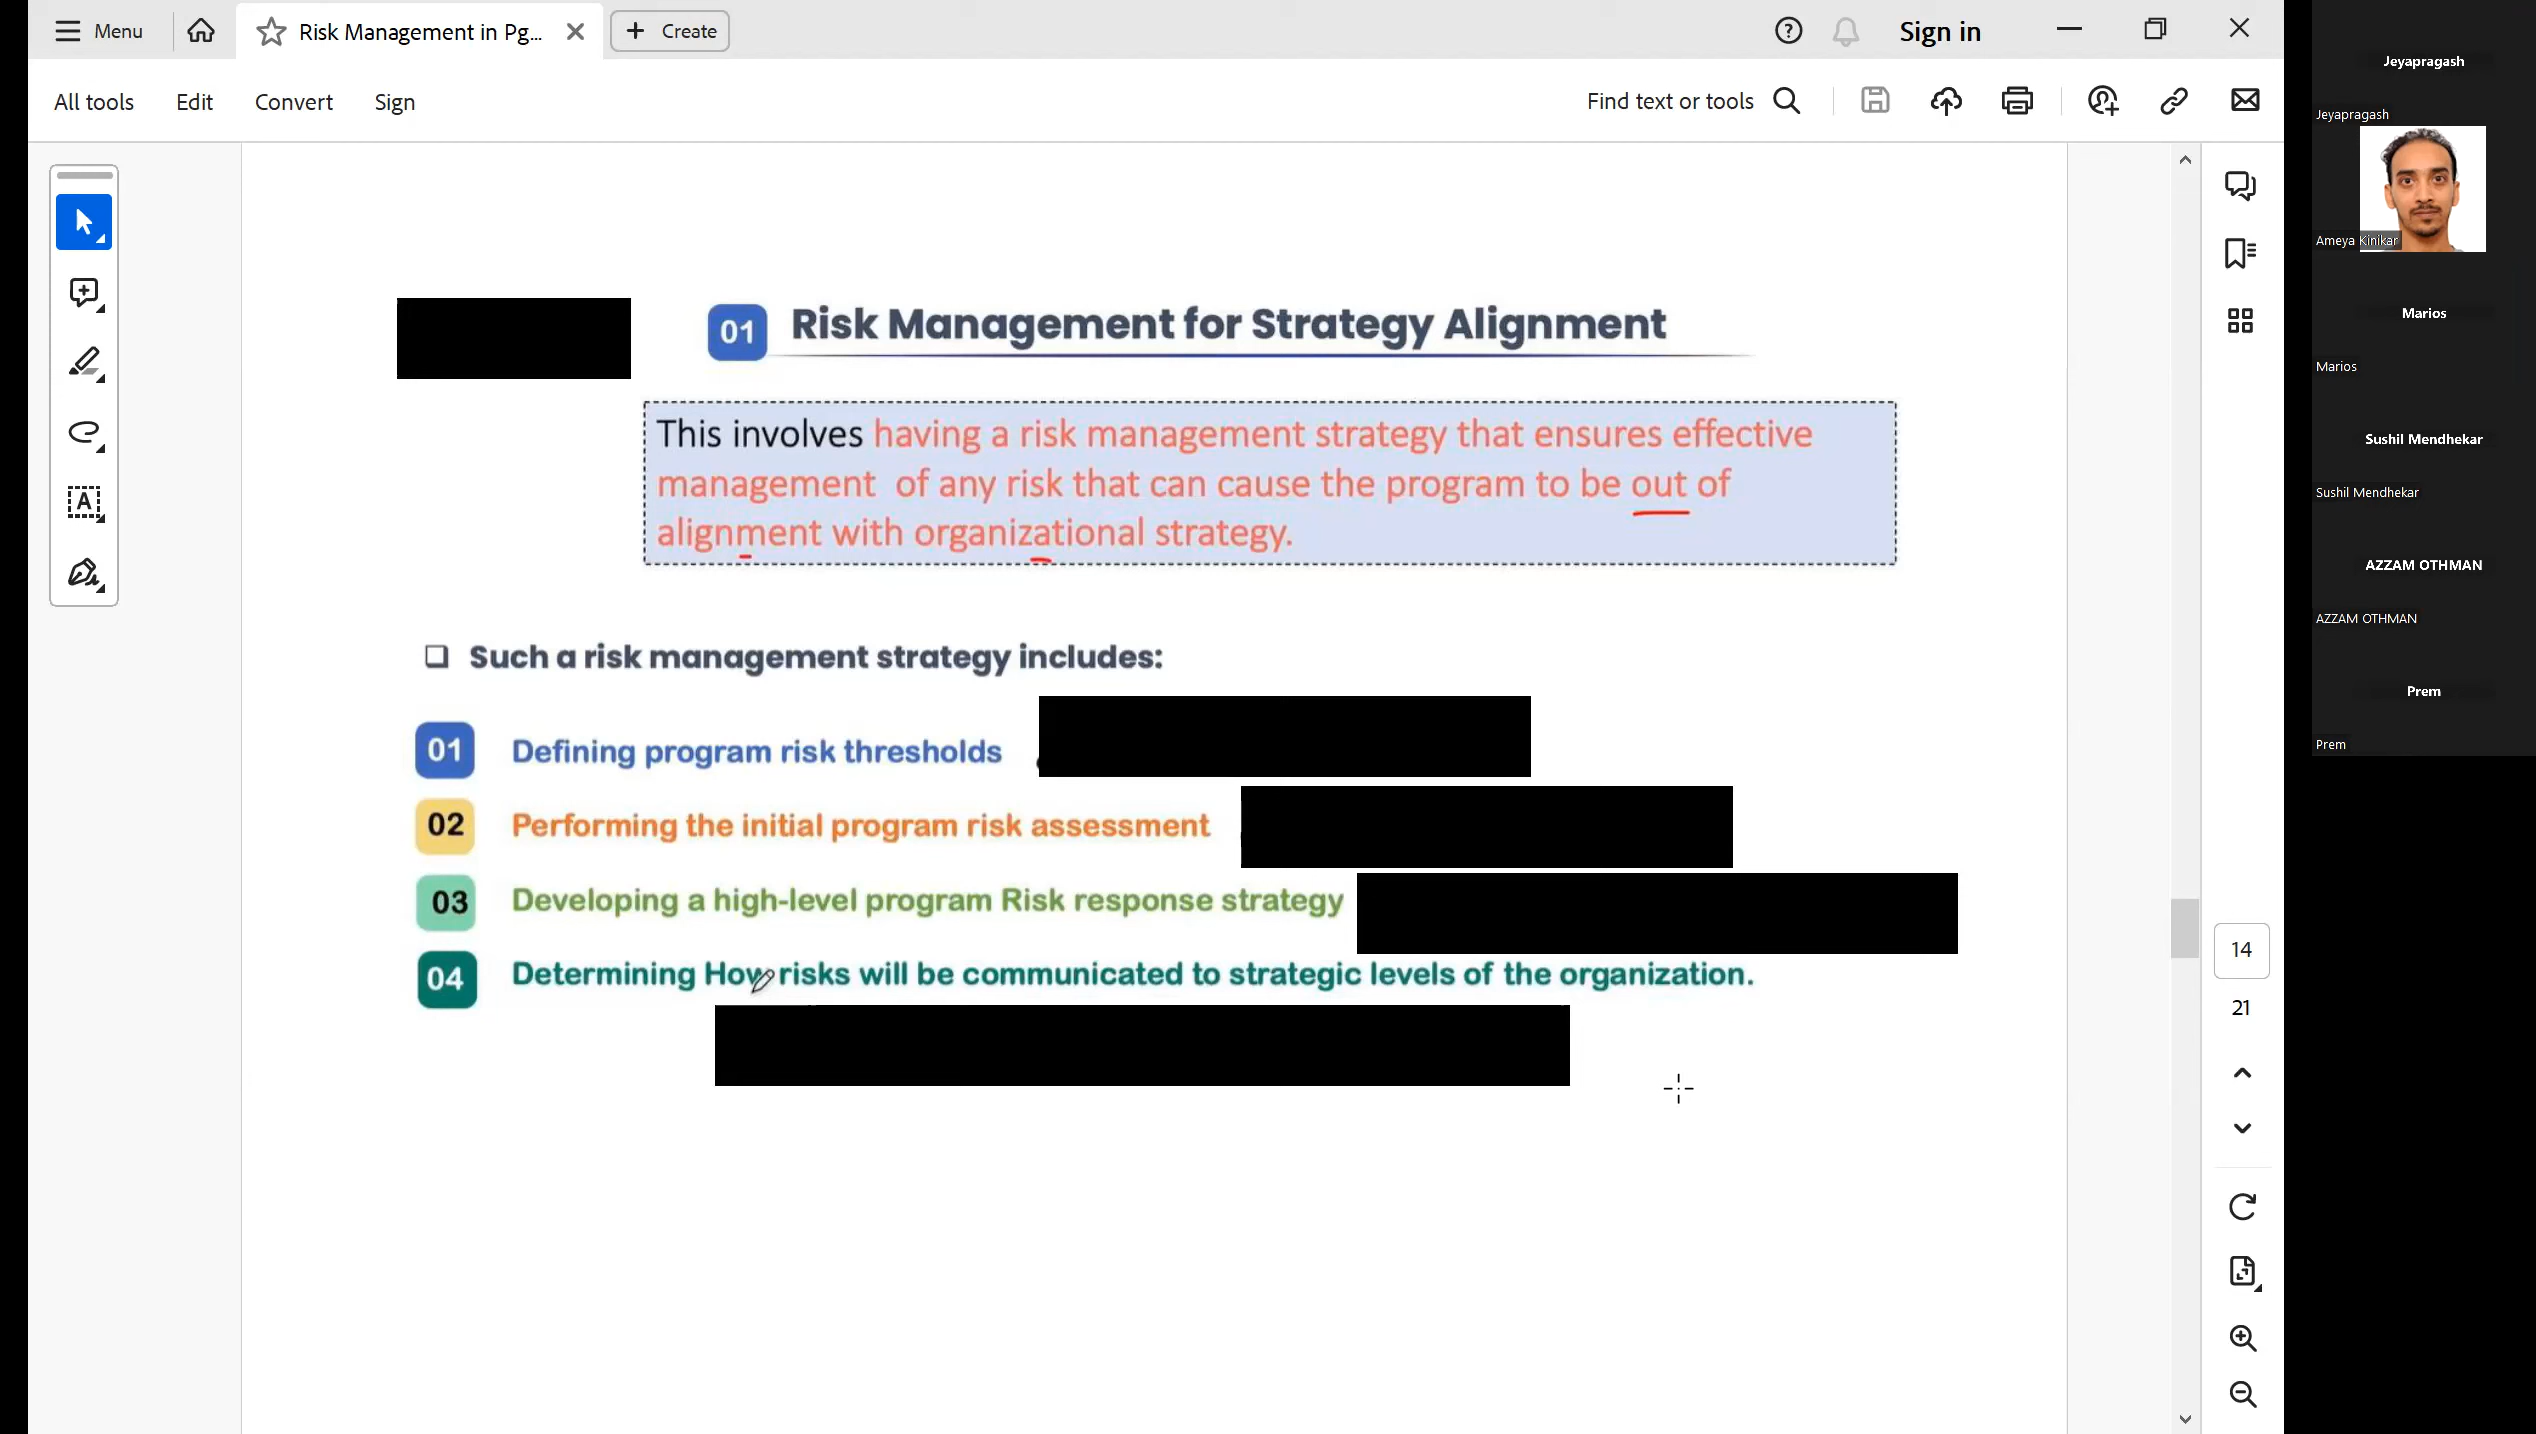 Menu
Risk Management in Pg...
Create
Sign in
All tools
Edit
Convert
Sign
Find text or tools
01 Risk Management for Strategy Alignment
This involves having a risk management strategy that ensures effective
management of any risk that can cause the program to be out of
alignment with organizational strategy.
Such a risk management strategy includes:
01 Defining program risk thresholds
02 Performing the initial program risk assessment
03 Developing a high-level program Risk response strategy
04 Determining How risks will be communicated to strategic levels of the organization.
14
21
Jeyapragash
Jeyapragash
Ameya Kinikar
Marios
Marios
Sushil Mendhekar
Sushil Mendhekar
AZZAM OTHMAN
AZZAM OTHMAN
Prem
Prem